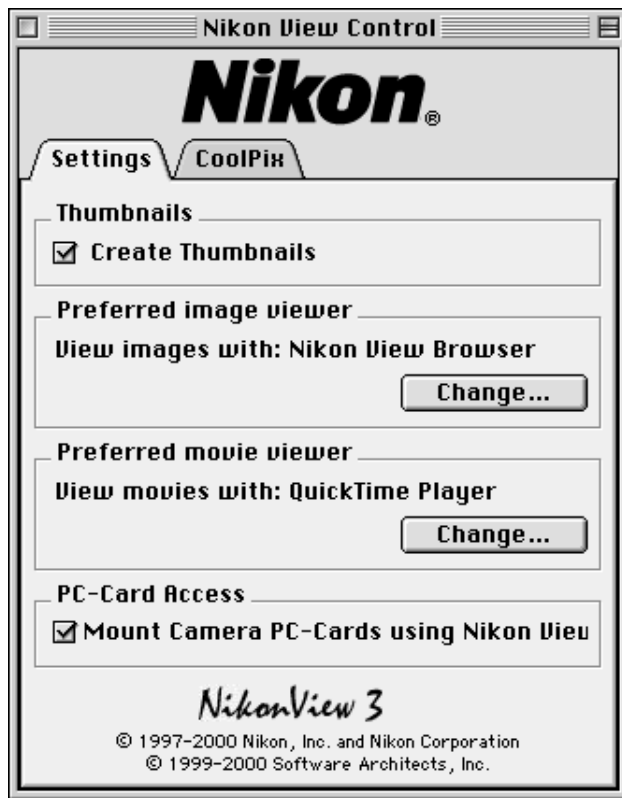 Nikon View Control
Nikon®
Settings CoolPix
Thumbnails
Create Thumbnails
Preferred image viewer
View images with: Nikon View Browser
Change...
Preferred movie viewer
View movies with: QuickTime Player
Change...
PC-Card Access
Mount Camera PC-Cards using Nikon Vieu
NikonView 3
© 1997-2000 Nikon, Inc. and Nikon Corporation
© 1999-2000 Software Architects, Inc.